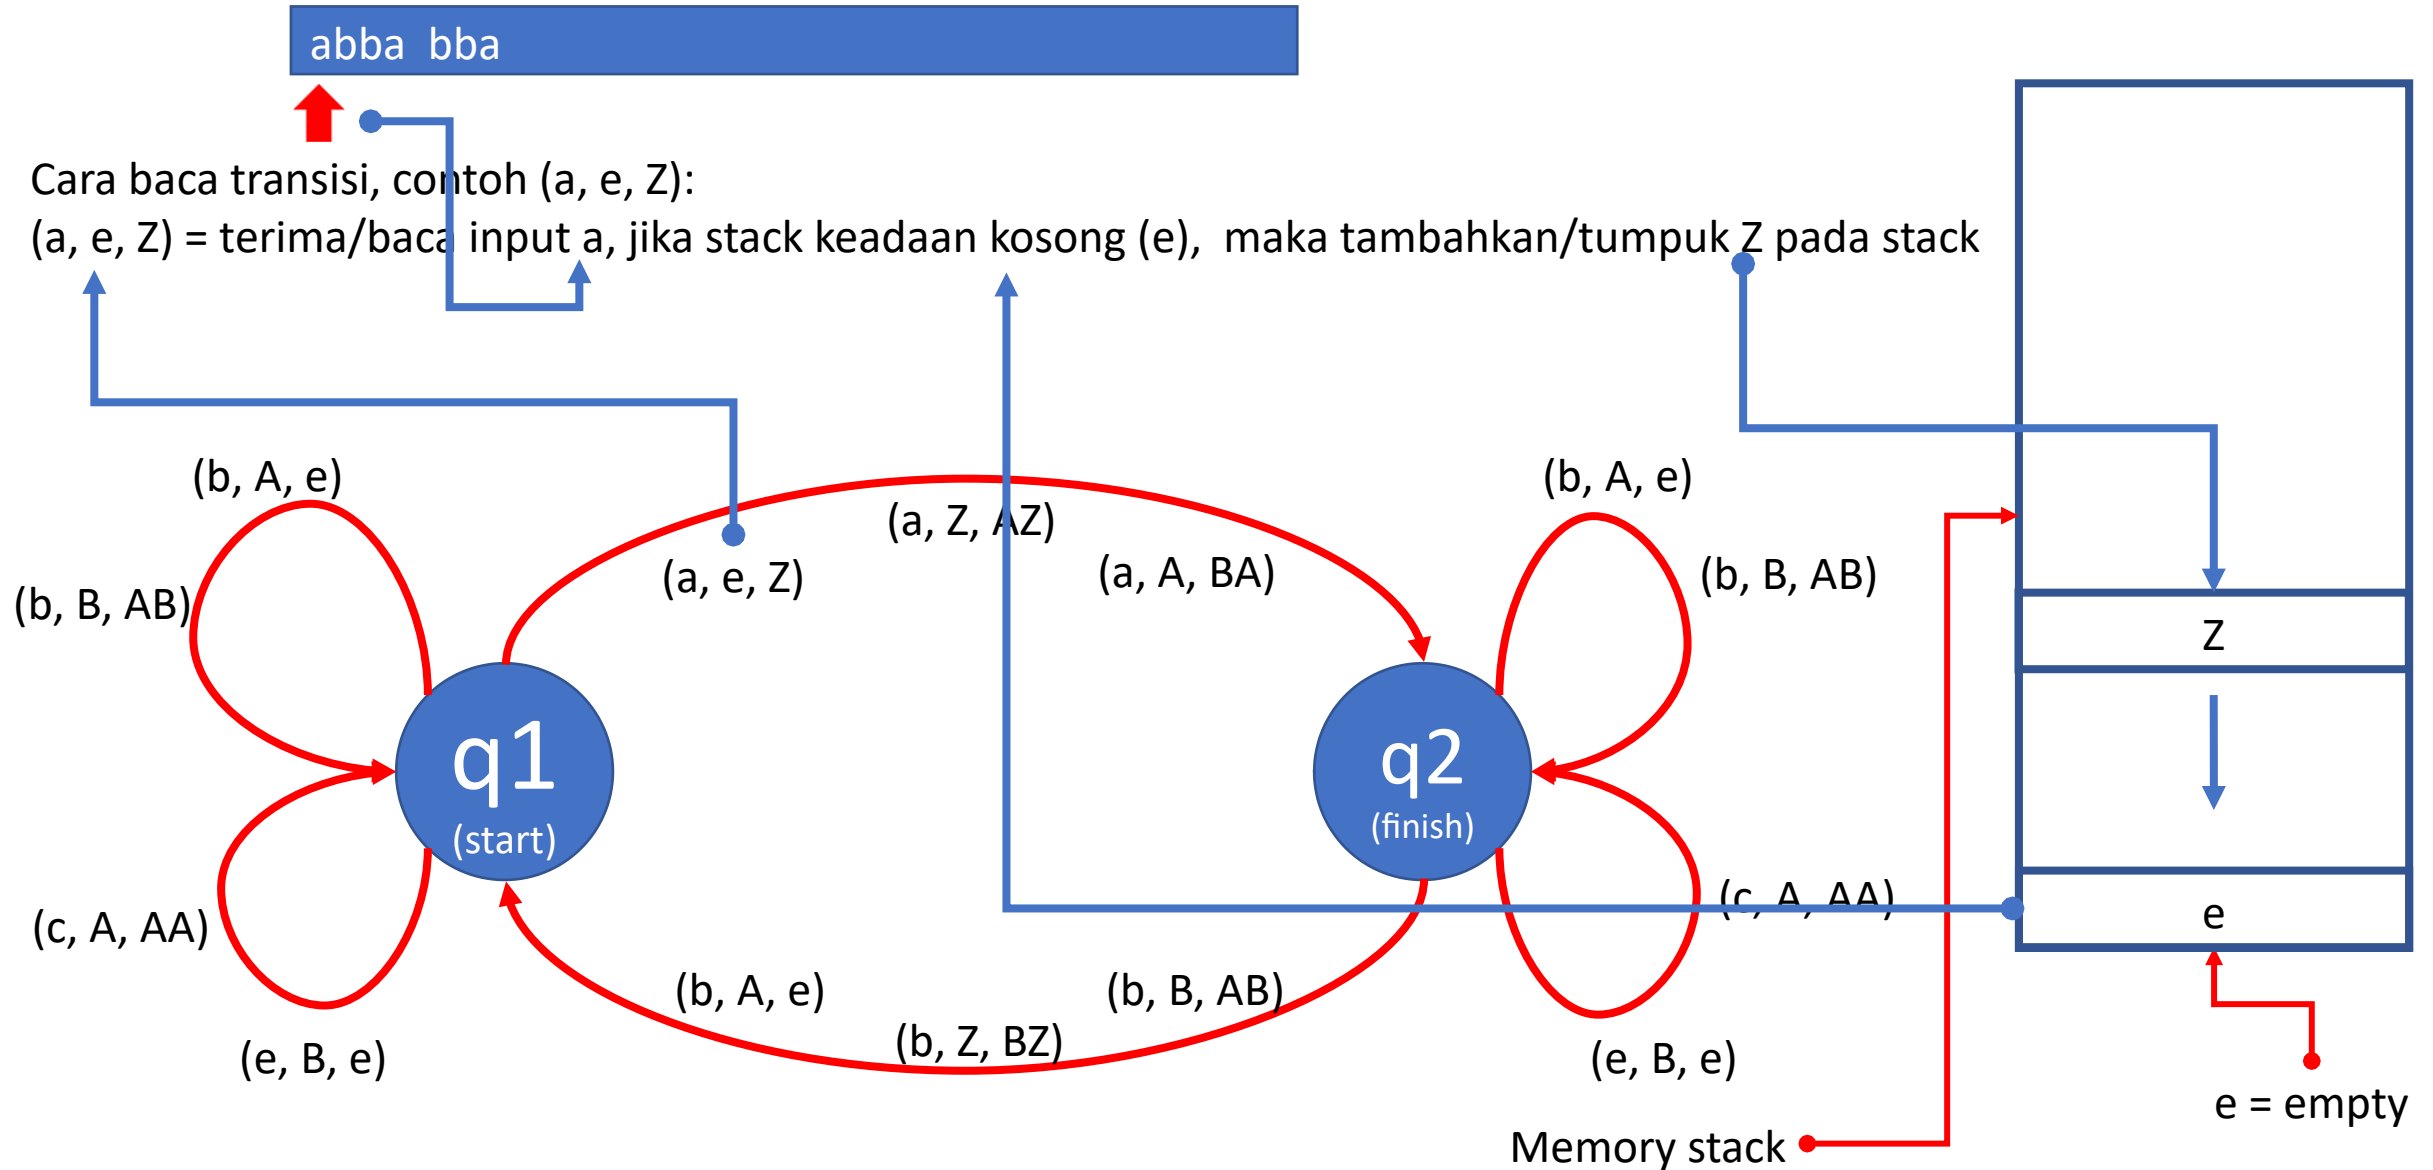 abba  bba
Cara baca transisi, contoh (a, e, Z):
(a, e, Z) = terima/baca input a, jika stack keadaan kosong (e),  maka tambahkan/tumpuk Z pada stack
(b, A, e)
(b, A, e)
(a, Z, AZ)
(a, e, Z)
(a, A, BA)
(b, B, AB)
(b, B, AB)
Z
q1
(start)
q2
(finish)
(c, A, AA)
(c, A, AA)
e
(b, A, e)
(b, B, AB)
(b, Z, BZ)
(e, B, e)
(e, B, e)
e = empty
Memory stack